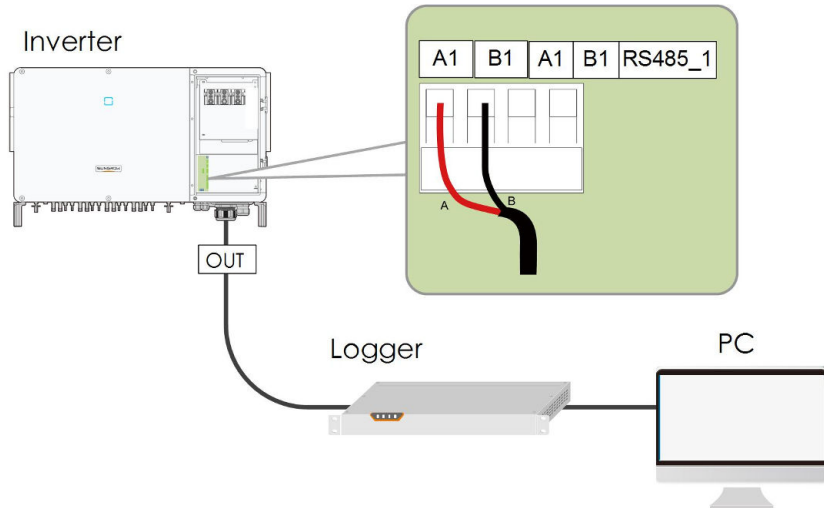 Inverter
A1 B1 A1 B1 RS485_1
A B
OUT
Logger
PC